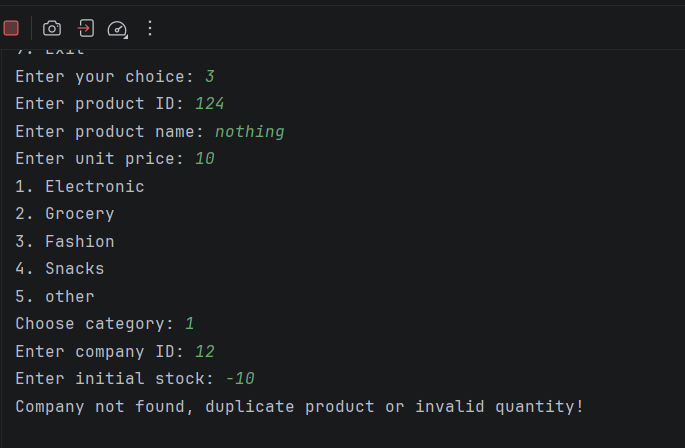 Enter your choice: 3
Enter product ID: 124
Enter product name: nothing
Enter unit price: 10
1. Electronic
2. Grocery
3. Fashion
4. Snacks
5. other
Choose category: 1
Enter company ID: 12
Enter initial stock: -10
Company not found, duplicate product or invalid quantity!